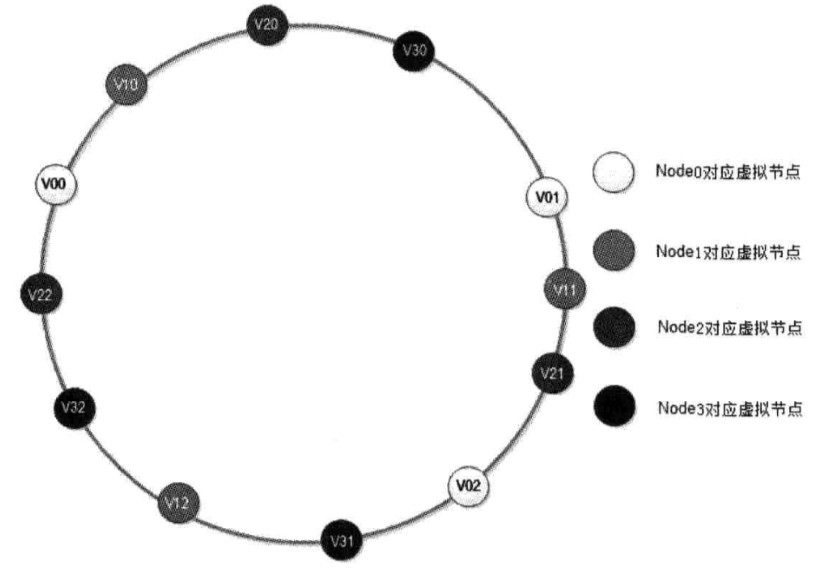 V20
V30
V10
V00
V01
V22
V11
V32
V21
V12
V02
V31
Node0对应虚拟节点
Node1对应虚拟节点
Node2对应虚拟节点
Node3对应虚拟节点